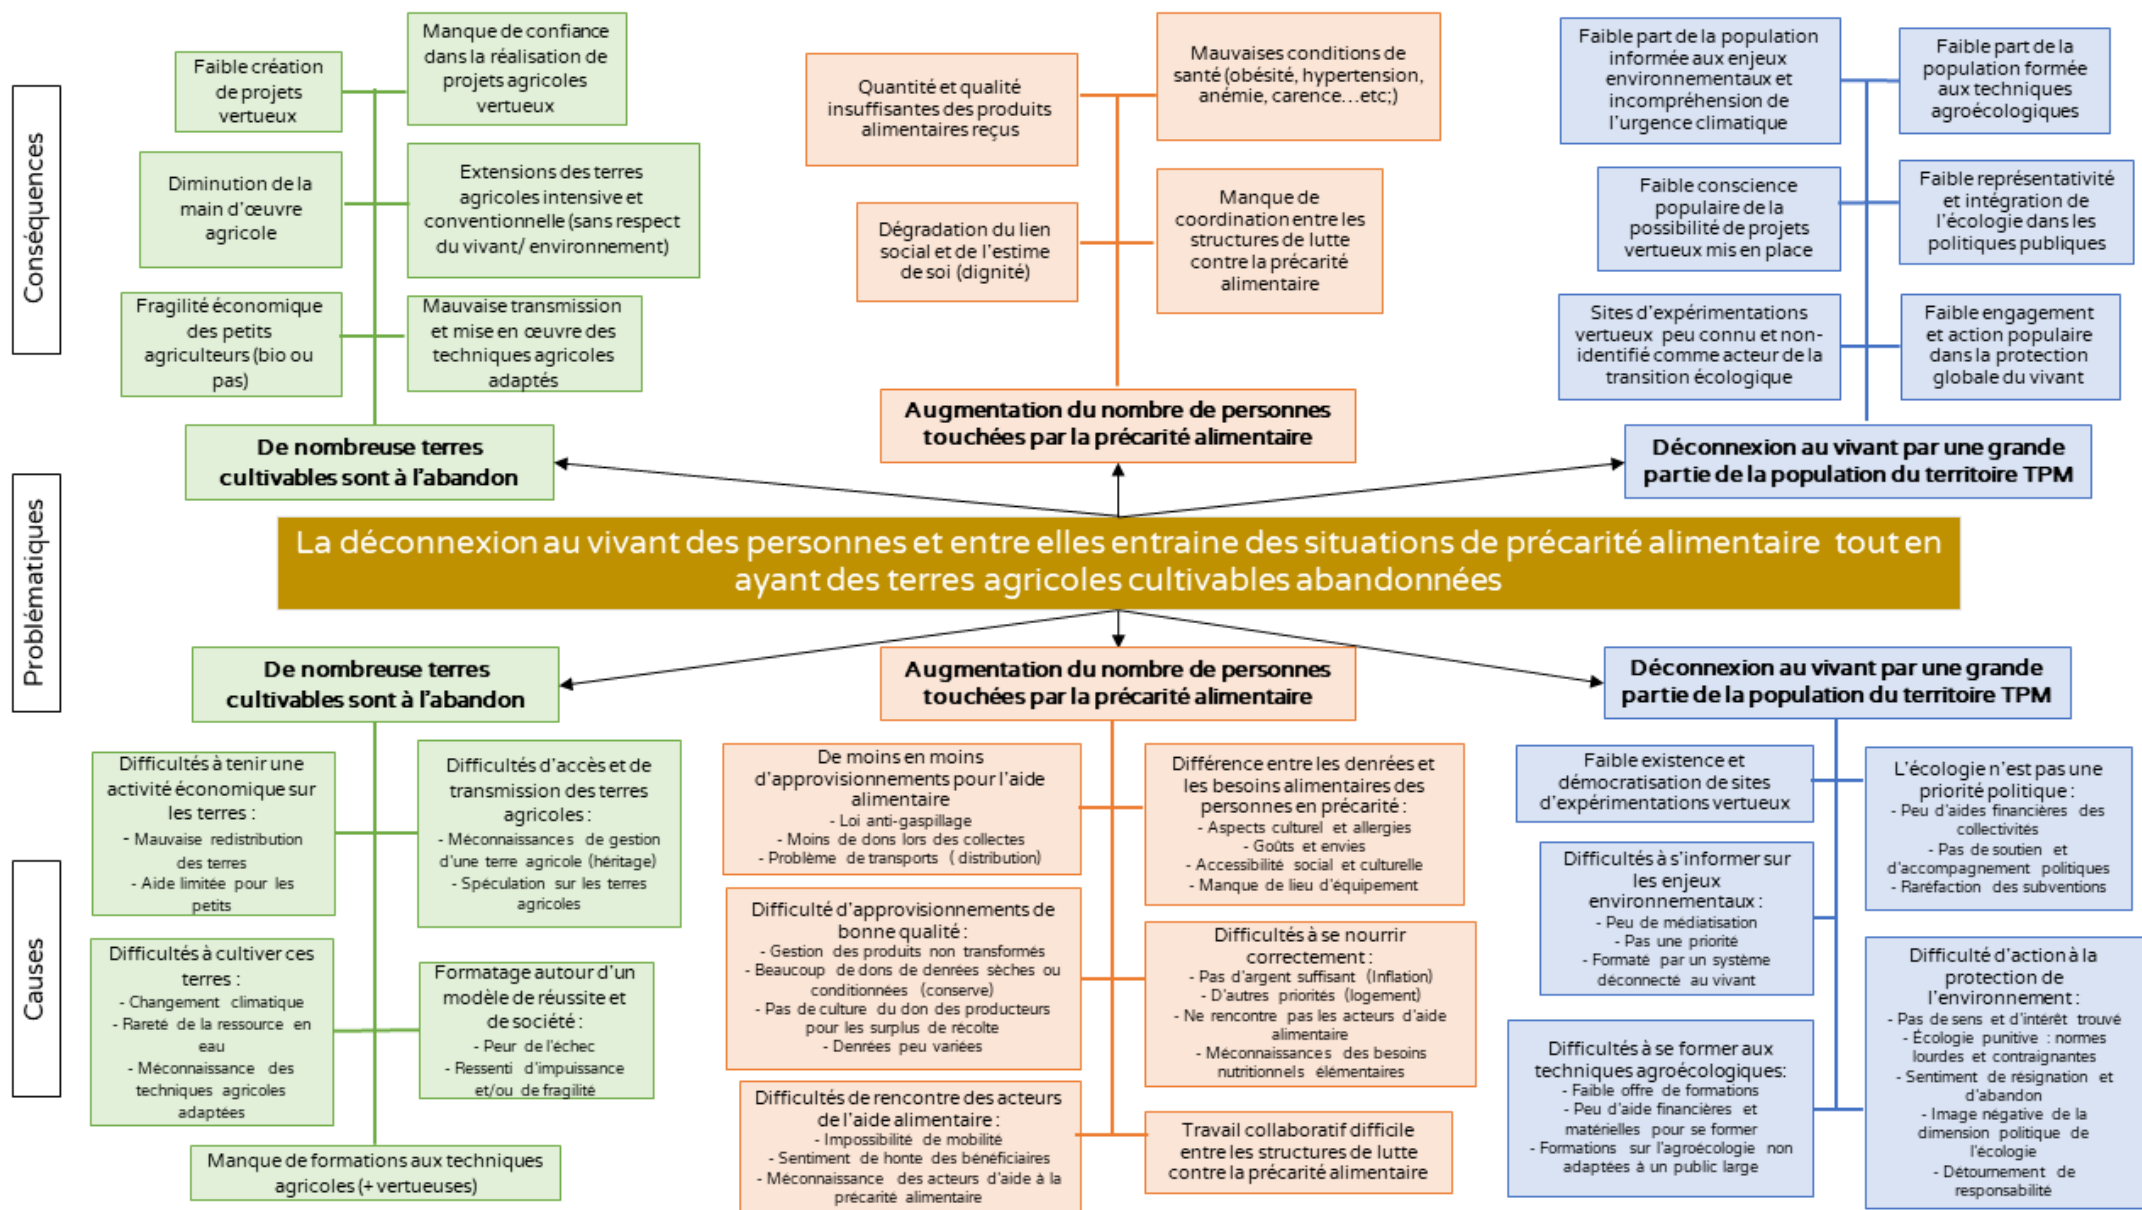 Conséquences
Faible création
de projets
vertueux
Manque de confiance
dans la réalisation de
projets agricoles
vertueux
Diminution de la
main d'œuvre
agricole
Extensions des terres
agricoles intensive et
conventionnelle (sans respect
du vivant/ environnement)
Fragilité économique
des petits
agriculteurs (bio ou
pas)
Mauvaise transmission
et mise en œuvre des
techniques agricoles
adaptés
Quantité et qualité
insuffisantes des produits
alimentaires reçus
Mauvaises conditions de
santé (obésité, hypertension,
anémie, carence...etc;)
Dégradation du lien
social et de l'estime
de soi (dignité)
Manque de
coordination entre les
structures de lutte
contre la précarité
alimentaire
Faible part de la population
informée aux enjeux
environnementaux et
incompréhension de
l'urgence climatique
Faible part de la
population formée
aux techniques
agroécologiques
Faible conscience
populaire de la
possibilité de projets
vertueux mis en place
Faible représentativité
et intégration de
l'écologie dans les
politiques publiques
Sites d'expérimentations
vertueux peu connu et non-
identifié comme acteur de la
transition écologique
Faible engagement
et action populaire
dans la protection
globale du vivant
Problématiques
De nombreuse terres
cultivables sont à l'abandon
Augmentation du nombre de personnes
touchées par la précarité alimentaire
Déconnexion au vivant par une grande
partie de la population du territoire TPM
La déconnexion au vivant des personnes et entre elles entraine des situations de précarité alimentaire tout en
ayant des terres agricoles cultivables abandonnées
De nombreuse terres
cultivables sont à l'abandon
Augmentation du nombre de personnes
touchées par la précarité alimentaire
Déconnexion au vivant par une grande
partie de la population du territoire TPM
Causes
Difficultés à tenir une
activité économique sur
les terres :
- Mauvaise redistribution
des terres
- Aide limitée pour les
petits
Difficultés d'accès et de
transmission des terres
agricoles :
- Méconnaissances de gestion
d'une terre agricole (héritage)
- Spéculation sur les terres
agricoles
Difficultés à cultiver ces
terres :
- Changement climatique
- Rareté de la ressource en
eau
- Méconnaissance des
techniques agricoles
adaptées
Formatage autour d'un
modèle de réussite et
de société :
- Peur de l'échec
- Ressenti d'impuissance
et/ou de fragilité
Manque de formations aux techniques
agricoles (+ vertueuses)
De moins en moins
d'approvisionnements pour l'aide
alimentaire
- Loi anti-gaspillage
- Moins de dons lors des collectes
- Problème de transports ( distribution)
Différence entre les denrées et
les besoins alimentaires des
personnes en précarité :
- Aspects culturel et allergies
- Goûts et envies
- Accessibilité social et culturelle
- Manque de lieu d'équipement
Difficulté d'approvisionnements de
bonne qualité :
- Gestion des produits non transformés
- Beaucoup de dons de denrées sèches ou
conditionnées (conserve)
- Pas de culture du don des producteurs
pour les surplus de récolte
- Denrées peu variées
Difficultés à se nourrir
correctement :
- Pas d'argent suffisant (Inflation)
- D'autres priorités (logement)
- Ne rencontre pas les acteurs d'aide
alimentaire
- Méconnaissances des besoins
nutritionnels élémentaires
Difficultés de rencontre des acteurs
de l'aide alimentaire :
- Impossibilité de mobilité
- Sentiment de honte des bénéficiaires
- Méconnaissance des acteurs d'aide à la
précarité alimentaire
Travail collaboratif difficile
entre les structures de lutte
contre la précarité alimentaire
Faible existence et
démocratisation de sites
d'expérimentations vertueux
L'écologie n'est pas une
priorité politique :
- Peu d'aides financières des
collectivités
- Pas de soutien et
d'accompagnement politiques
- Raréfaction des subventions
Difficultés à s'informer sur
les enjeux
environnementaux :
- Peu de médiatisation
- Pas une priorité
- Formaté par un système
déconnecté au vivant
Difficulté d'action à la
protection de
l'environnement :
- Pas de sens et d'intérêt trouvé
- Écologie punitive : normes
lourdes et contraignantes
- Sentiment de résignation et
d'abandon
- Image négative de la
dimension politique de
l'écologie
- Détournement de
responsabilité
Difficultés à se former aux
techniques agroécologiques:
- Faible offre de formations
- Peu d'aide financières et
matérielles pour se former
- Formations sur l'agroécologie non
adaptées à un public large